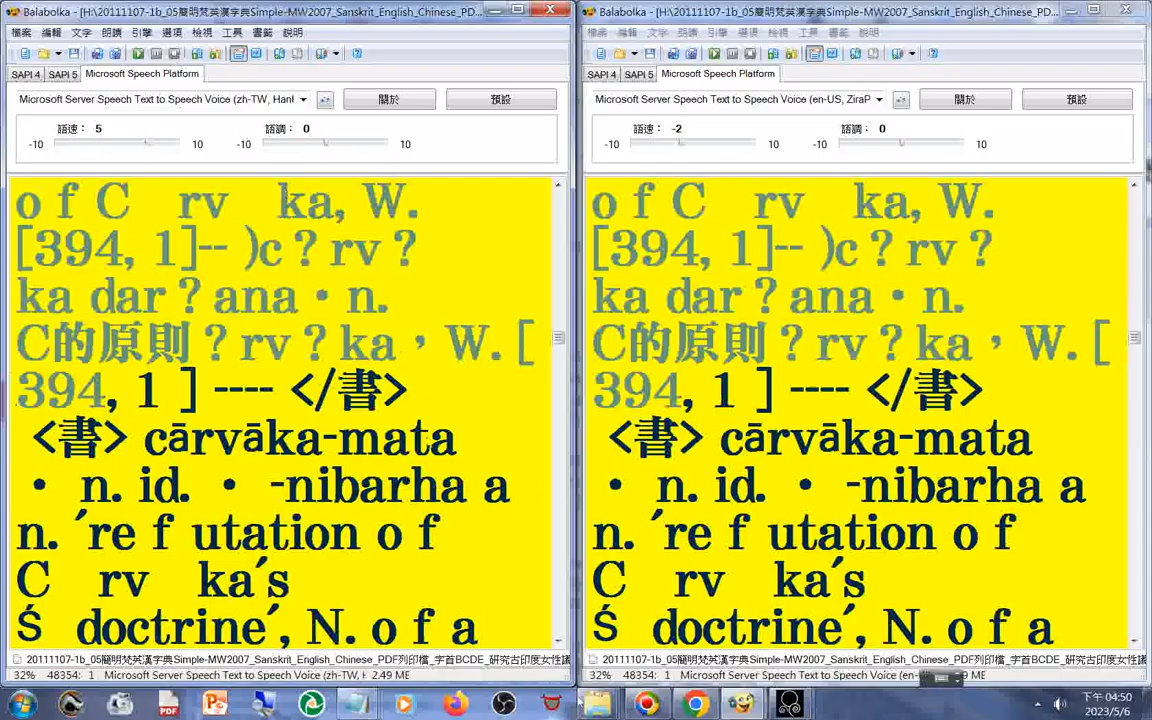 Balabolka - [H:\20111107-1b_05簡明梵英漢字典Simple-MW2007_Sanskrit_English_Chinese_PD...
檔案 編輯 文字 朗讀 引擎 選項 檢視 工具 書籤 說明
SAPI 4 SAPI 5 Microsoft Speech Platform
Microsoft Server Speech Text to Speech Voice (zh-TW, Hanl
關於 預設
語速： 5 語調： 0
-10 10 -10 10
o f C rv ka, W.
[394, 1]-- )c？rv？
ka dar？ana・n.
C的原則？rv？ka，W. [
394, 1 ] ---- </書>
<書> cārvāka-mata
・ n. id. ・ -nibarha a
n. ´re f utation o f
C rv ka´s
Ś doctrine´, N. o f a
20111107-1b_05簡明梵英漢字典Simple-MW2007_Sanskrit_English_Chinese_PDF列印檔_字首BCDE_研究古印度女性議
32% 48354: 1 Microsoft Server Speech Text to Speech Voice (zh-TW, H 2.49 MB
Balabolka - [H:\20111107-1b_05簡明梵英漢字典Simple-MW2007_Sanskrit_English_Chinese_PD...
檔案 編輯 文字 朗讀 引擎 選項 檢視 工具 書籤 說明
SAPI 4 SAPI 5 Microsoft Speech Platform
Microsoft Server Speech Text to Speech Voice (en-US, ZiraP
關於 預設
語速： -2 語調： 0
-10 10 -10 10
o f C rv ka, W.
[394, 1]-- )c？rv？
ka dar？ana・n.
C的原則？rv？ka，W. [
394, 1 ] ---- </書>
<書> cārvāka-mata
・ n. id. ・ -nibarha a
n. ´re f utation o f
C rv ka´s
Ś doctrine´, N. o f a
20111107-1b_05簡明梵英漢字典Simple-MW2007_Sanskrit_English_Chinese_PDF列印檔_字首BCDE_研究古印度女性議
32% 48354: 1 Microsoft Server Speech Text to Speech Voice (en-US
下午 04:50
2023/5/6